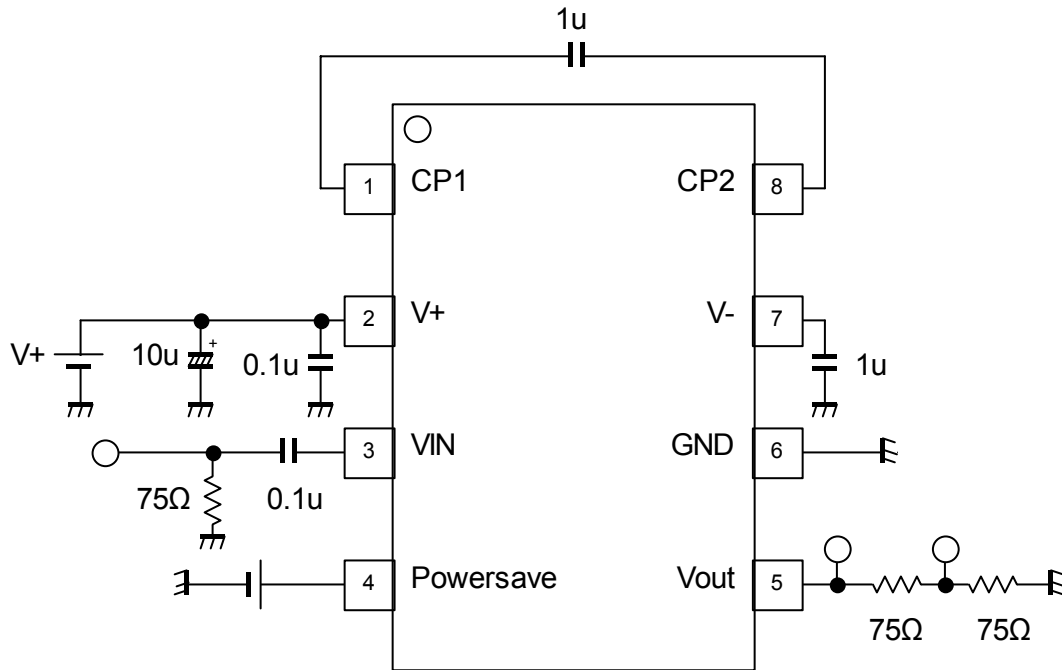 1u
1 CP1 CP2 8
2 V+ V- 7
V+ 10u + 0.1u 1u
3 VIN GND 6
75Ω 0.1u
4 Powersave Vout 5
75Ω 75Ω